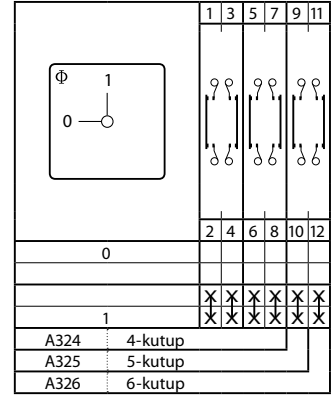 1 3 5 7 9 11
Φ 1
0
2 4 6 8 10 12
0
X X X X X X
1 X X X X X X
A324 4-kutup
A325 5-kutup
A326 6-kutup